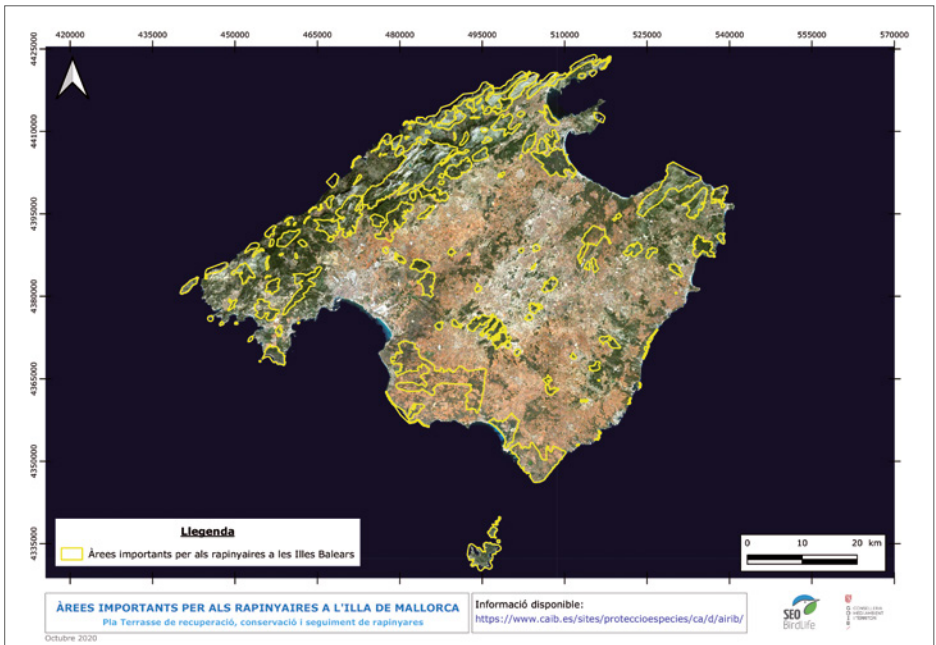 420000 435000 450000 465000 480000 495000 510000 525000 540000 555000 570000
4425000
4410000
4395000
4380000
4365000
4350000
4335000
Llegenda
Àrees importants per als rapinyaires a les Illes Balears
0 10 20 km
ÀREES IMPORTANTS PER ALS RAPINYAIRES A L'ILLA DE MALLORCA
Pla Terrasse de recuperació, conservació i seguiment de rapinyares
Informació disponible:
https://www.caib.es/sites/proteccioespecies/ca/d/airib/
SEO
BirdLife
Octubre 2020